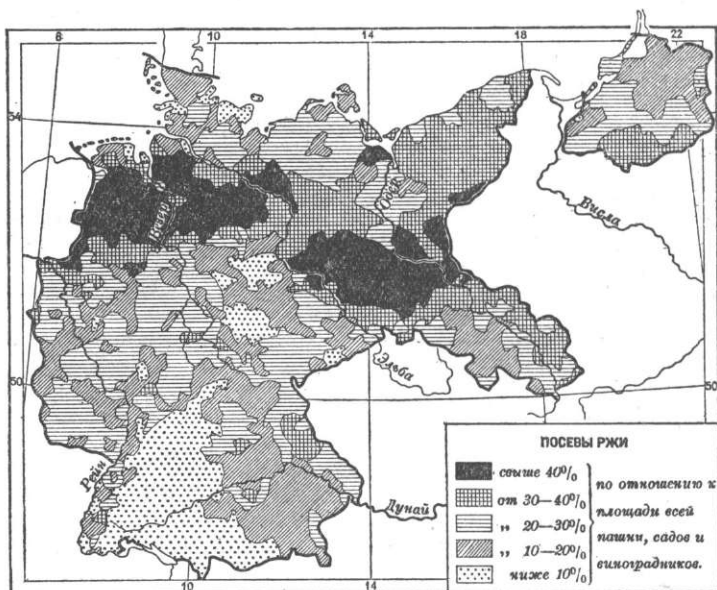 8 10 14 18 22
54
Одер
Висла
50
Эльба
50
Рейн
Дунай
10 14
ПОСЕВЫ РЖИ
свыше 40%
от 30—40%
„ 20—30%
„ 10—20%
ниже 10%
по отношению к
площади всей
пашни, садов и
виноградников.